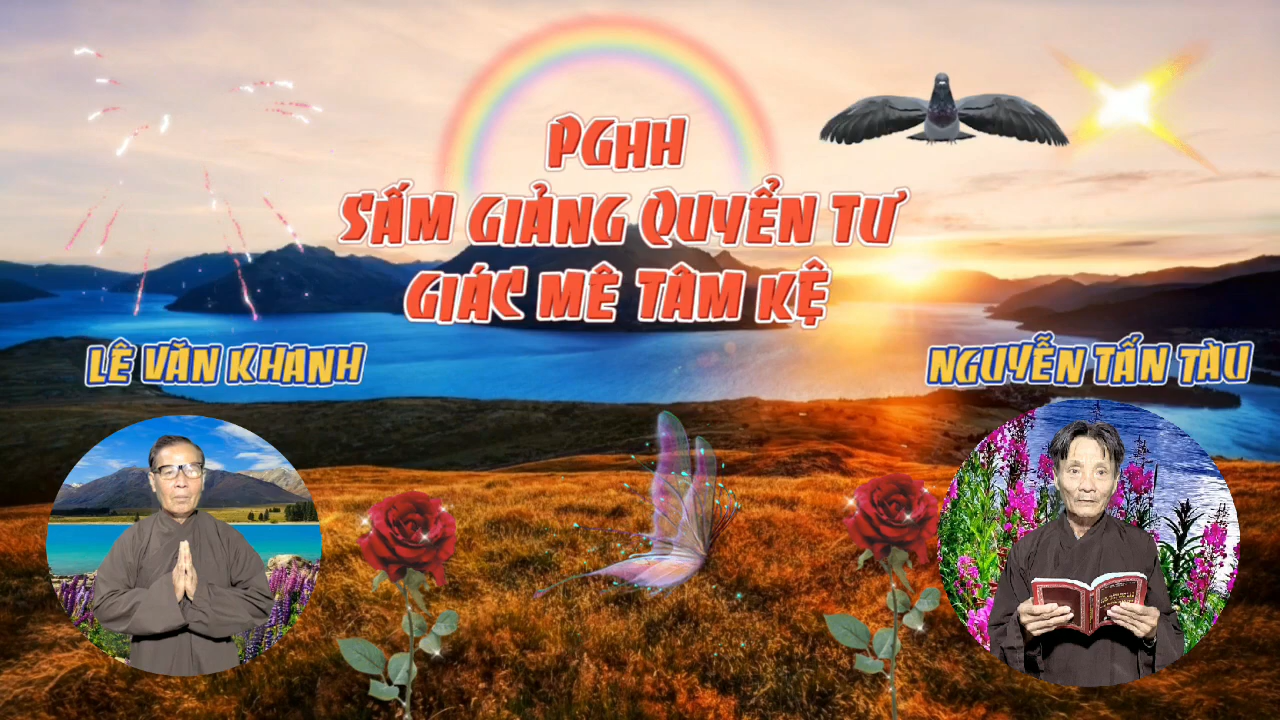 PGHH
SẤM GIẢNG QUYỂN TƯ
GIÁC MÊ TÂM KỆ
LÊ VĂN KHANH
NGUYỄN TẤN TÀU